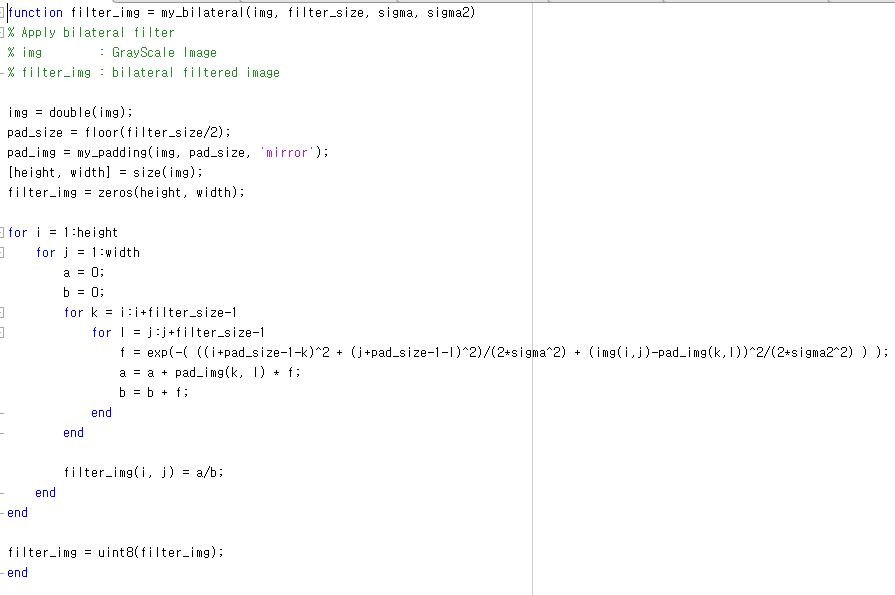 function filter_img = my_bilateral(img, filter_size, sigma, sigma2)
% Apply bilateral filter
% img        : GrayScale Image
% filter_img : bilateral filtered image
img = double(img);
pad_size = floor(filter_size/2);
pad_img = my_padding(img, pad_size, 'mirror');
[height, width] = size(img);
filter_img = zeros(height, width);
for i = 1:height
    for j = 1:width
        a = 0;
        b = 0;
        for k = i:i+filter_size-1
            for l = j:j+filter_size-1
                f = exp(-( ((i+pad_size-1-k)^2 + (j+pad_size-1-l)^2)/(2*sigma^2) + (img(i,j)-pad_img(k,l))^2/(2*sigma2^2) ) );
                a = a + pad_img(k, l) * f;
                b = b + f;
            end
        end
        filter_img(i, j) = a/b;
    end
end
filter_img = uint8(filter_img);
end